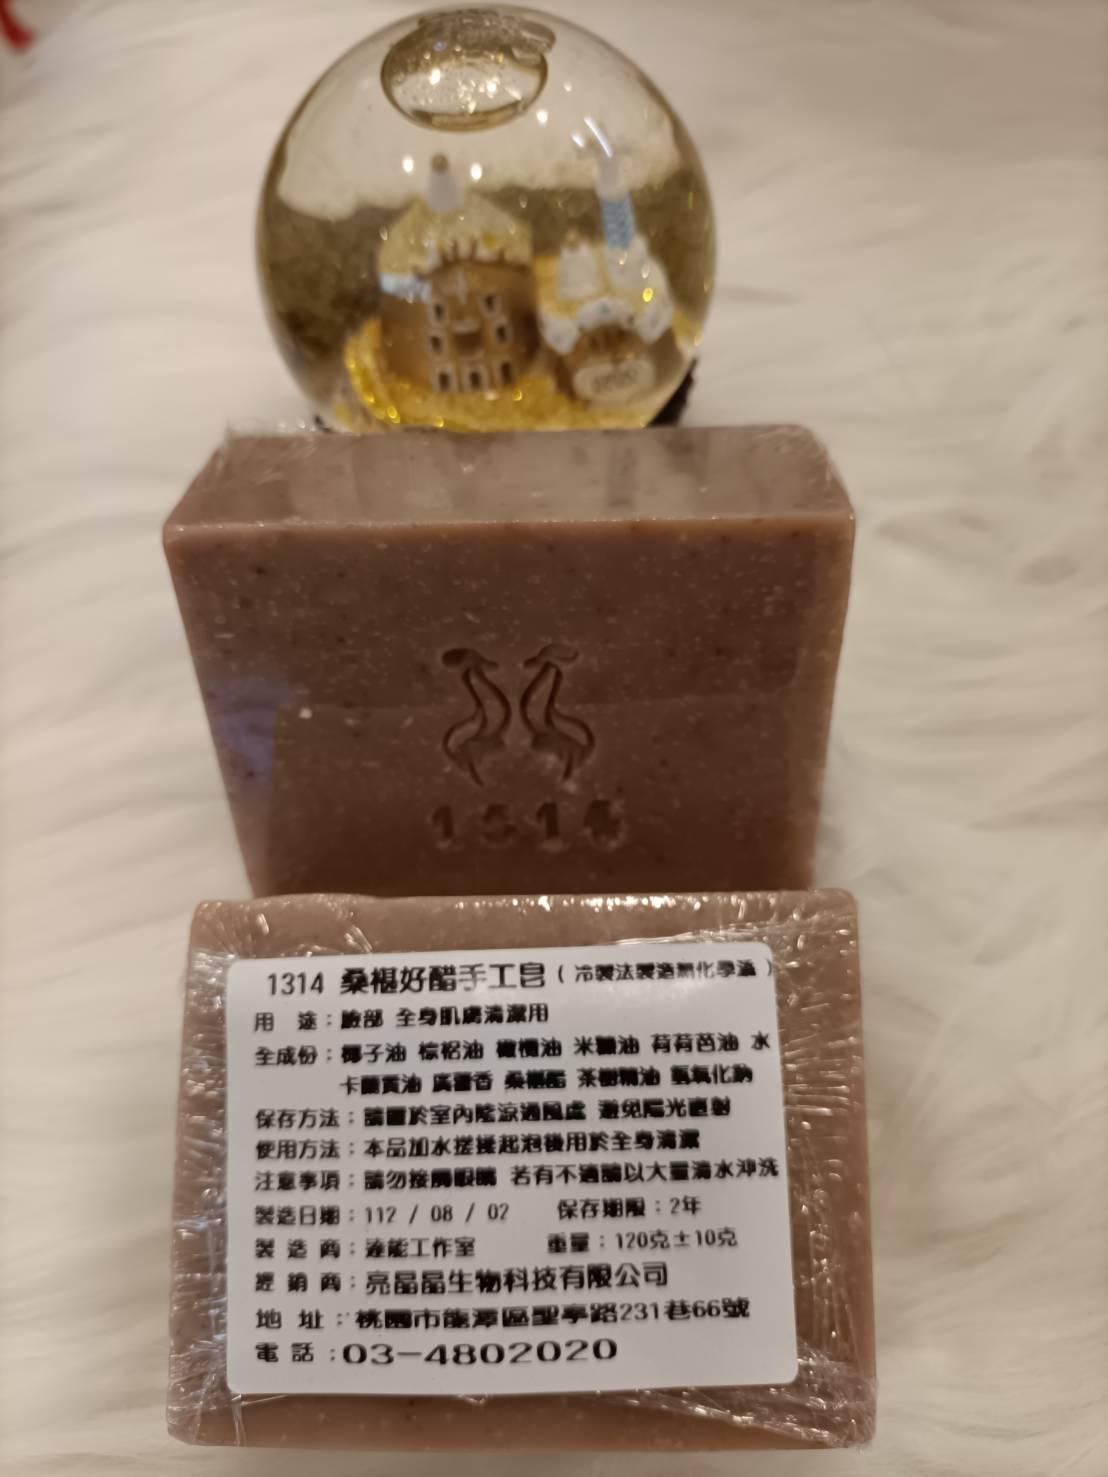 1314
1314 桑椹好醋手工皂（冷製法製造無化學添）
用 途：臉部 全身肌膚清潔用
全成份：椰子油 棕梠油 橄欖油 米糠油 荷荷芭油 水
卡蘭賈油 廣藿香 桑椹醋 茶樹精油 氫氧化鈉
保存方法：請置於室內陰涼通風處 避免陽光直射
使用方法：本品加水搓揉起泡後用於全身清潔
注意事項：請勿接觸眼睛 若有不適請以大量清水沖洗
製造日期：112 / 08 / 02 保存期限：2年
製 造 商：達能工作室 重量：120克±10克
經 銷 商：亮晶晶生物科技有限公司
地 址：桃園市龍潭區聖亭路231巷66號
電 話：03-4802020